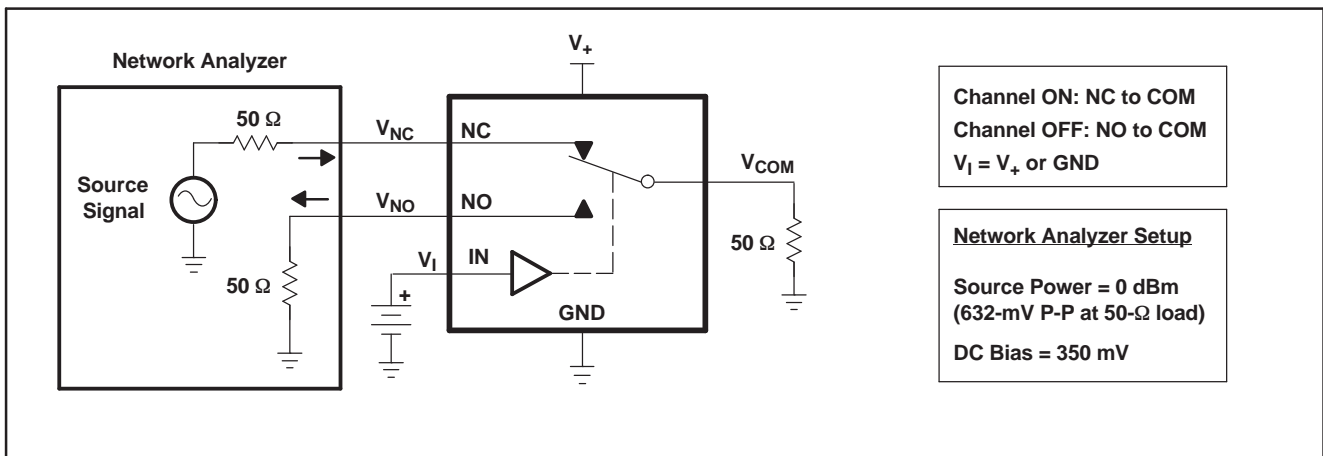 Network Analyzer
50 Ω
Source
Signal
50 Ω
V+
VNC
NC
VNO
NO
VI
IN
+
GND
VCOM
50 Ω
Channel ON: NC to COM
Channel OFF: NO to COM
VI = V+ or GND
Network Analyzer Setup
Source Power = 0 dBm
(632-mV P-P at 50-Ω load)
DC Bias = 350 mV